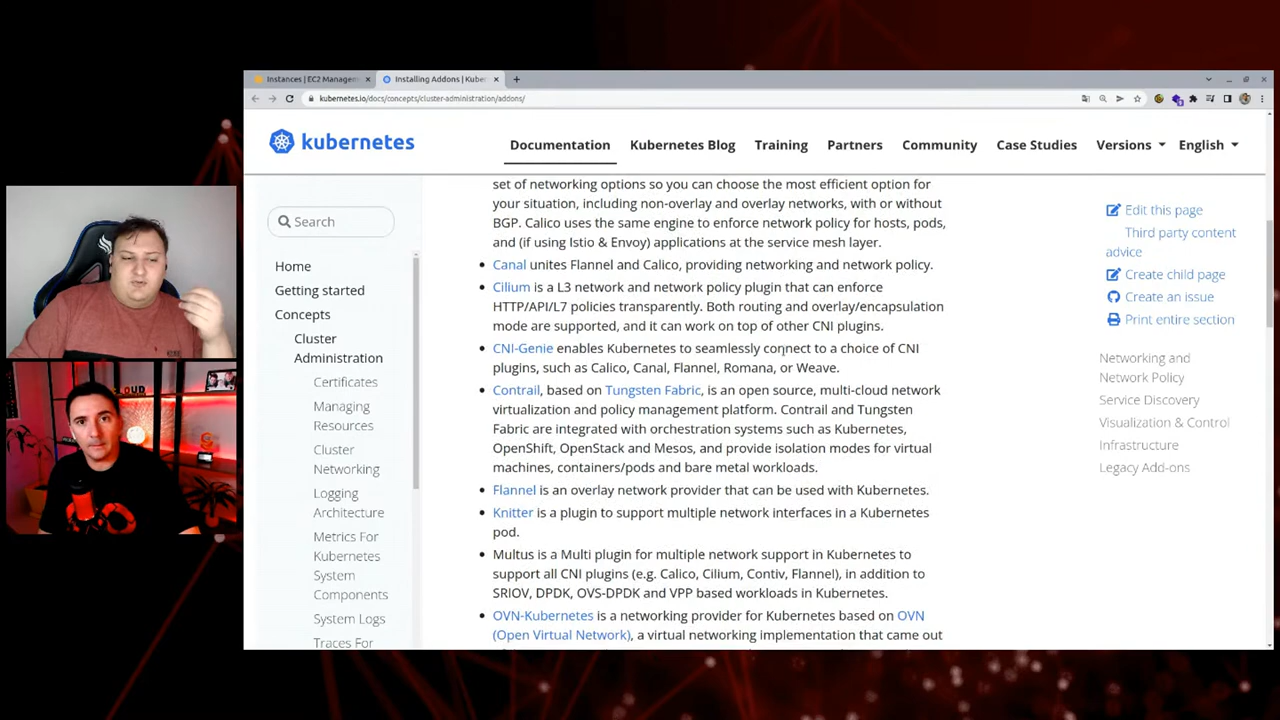 Instances | EC2 Managem
Installing Addons | Kuber
kubernetes.io/docs/concepts/cluster-administration/addons/
kubernetes
Documentation
Kubernetes Blog
Training
Partners
Community
Case Studies
Versions
English
Search
Home
Getting started
Concepts
Cluster
Administration
Certificates
Managing
Resources
Cluster
Networking
Logging
Architecture
Metrics For
Kubernetes
System
Components
System Logs
Traces For
set of networking options so you can choose the most efficient option for
your situation, including non-overlay and overlay networks, with or without
BGP. Calico uses the same engine to enforce network policy for hosts, pods,
and (if using Istio & Envoy) applications at the service mesh layer.
Canal unites Flannel and Calico, providing networking and network policy.
Cilium is a L3 network and network policy plugin that can enforce
HTTP/API/L7 policies transparently. Both routing and overlay/encapsulation
mode are supported, and it can work on top of other CNI plugins.
CNI-Genie enables Kubernetes to seamlessly connect to a choice of CNI
plugins, such as Calico, Canal, Flannel, Romana, or Weave.
Contrail, based on Tungsten Fabric, is an open source, multi-cloud network
virtualization and policy management platform. Contrail and Tungsten
Fabric are integrated with orchestration systems such as Kubernetes,
OpenShift, OpenStack and Mesos, and provide isolation modes for virtual
machines, containers/pods and bare metal workloads.
Flannel is an overlay network provider that can be used with Kubernetes.
Knitter is a plugin to support multiple network interfaces in a Kubernetes
pod.
Multus is a Multi plugin for multiple network support in Kubernetes to
support all CNI plugins (e.g. Calico, Cilium, Contiv, Flannel), in addition to
SRIOV, DPDK, OVS-DPDK and VPP based workloads in Kubernetes.
OVN-Kubernetes is a networking provider for Kubernetes based on OVN
(Open Virtual Network), a virtual networking implementation that came out
Edit this page
Third party content
advice
Create child page
Create an issue
Print entire section
Networking and
Network Policy
Service Discovery
Visualization & Control
Infrastructure
Legacy Add-ons